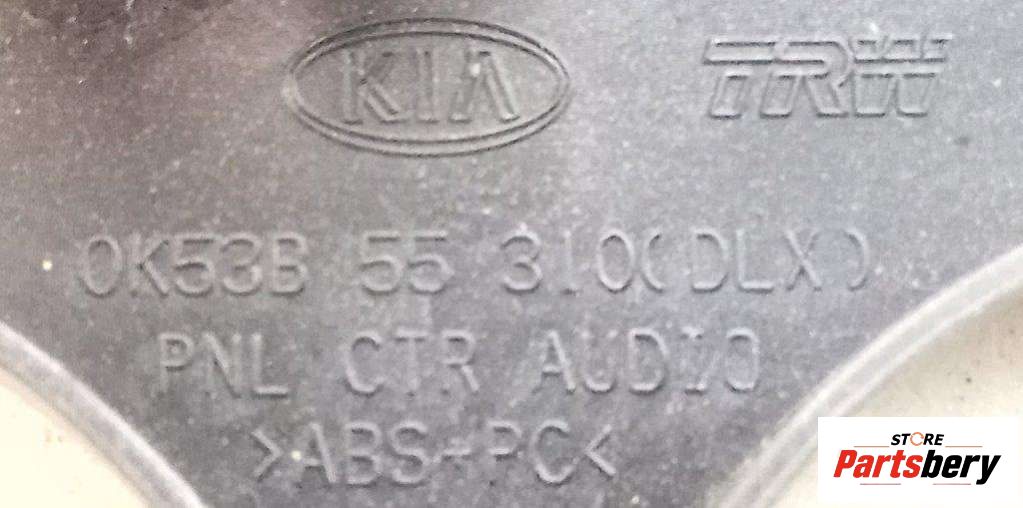 KIA TRW
0K53B 55 310(DLX)
PNL CTR AUDIO
>ABS+PC<
STORE
Partsbery